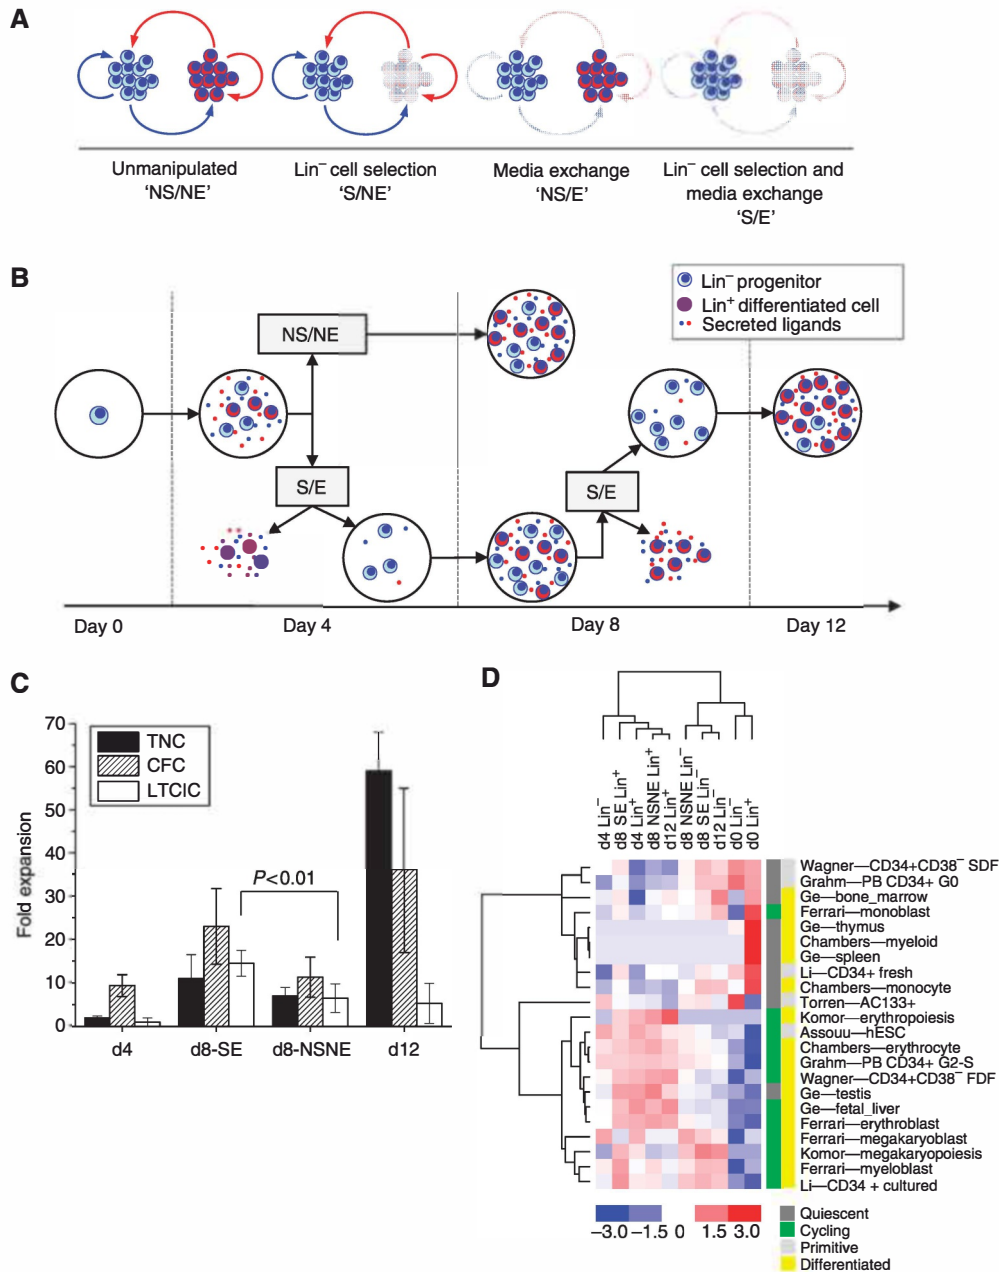 A
Unmanipulated
‘NS/NE’
Lin⁻ cell selection
‘S/NE’
Media exchange
‘NS/E’
Lin⁻ cell selection and
media exchange
‘S/E’
B
Lin⁻ progenitor
Lin⁺ differentiated cell
Secreted ligands
NS/NE
S/E
S/E
Day 0
Day 4
Day 8
Day 12
C
Fold expansion
70
60
50
40
30
20
10
0
TNC
CFC
LTCIC
P<0.01
d4
d8-SE
d8-NSNE
d12
D
d4 Lin⁻
d8 SE Lin⁺
d4 Lin⁺
d8 NSNE Lin⁺
d12 Lin⁺
d8 NSNE Lin⁻
d8 SE Lin⁻
d12 Lin⁻
d0 Lin⁻
d0 Lin⁺
Wagner—CD34+CD38⁻ SDF
Grahm—PB CD34+ G0
Ge—bone_marrow
Ferrari—monoblast
Ge—thymus
Chambers—myeloid
Ge—spleen
Li—CD34+ fresh
Chambers—monocyte
Torren—AC133+
Komor—erythropoiesis
Assouu—hESC
Chambers—erythrocyte
Grahm—PB CD34+ G2-S
Wagner—CD34+CD38⁻ FDF
Ge—testis
Ge—fetal_liver
Ferrari—erythroblast
Ferrari—megakaryoblast
Komor—megakaryopoiesis
Ferrari—myeloblast
Li—CD34 + cultured
–3.0 –1.5 0 1.5 3.0
Quiescent
Cycling
Primitive
Differentiated